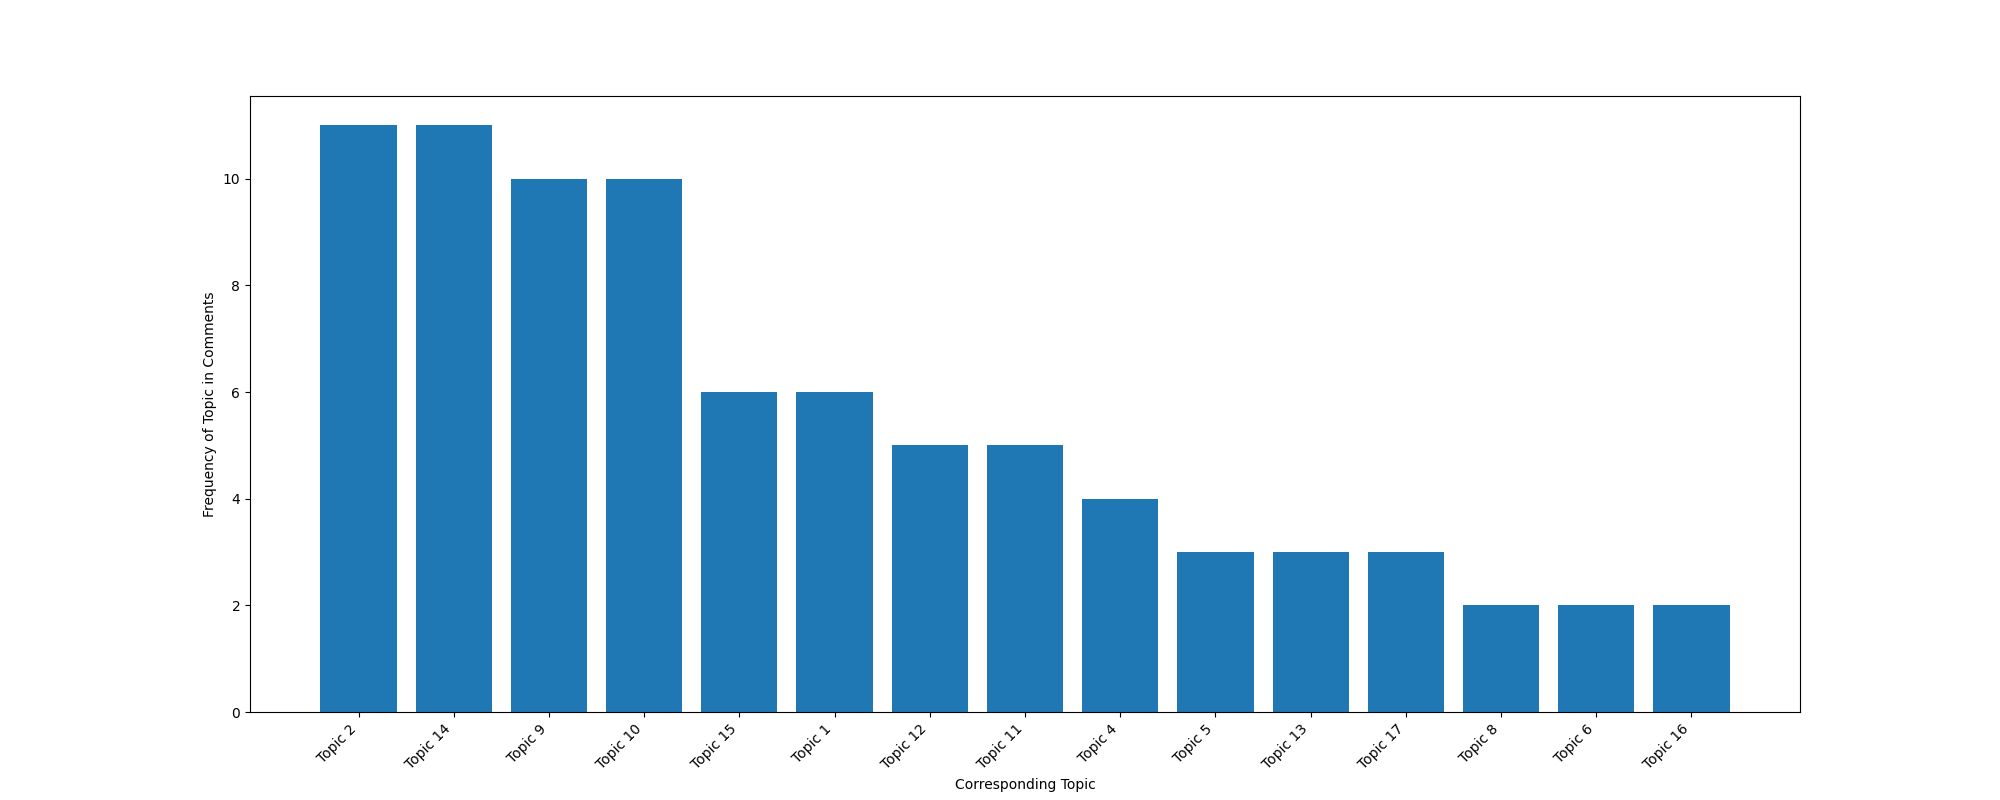 Frequency of Topic in Comments
10
8
6
4
2
0
Topic 2
Topic 14
Topic 9
Topic 10
Topic 15
Topic 1
Topic 12
Topic 11
Topic 4
Topic 5
Topic 13
Topic 17
Topic 8
Topic 6
Topic 16
Corresponding Topic